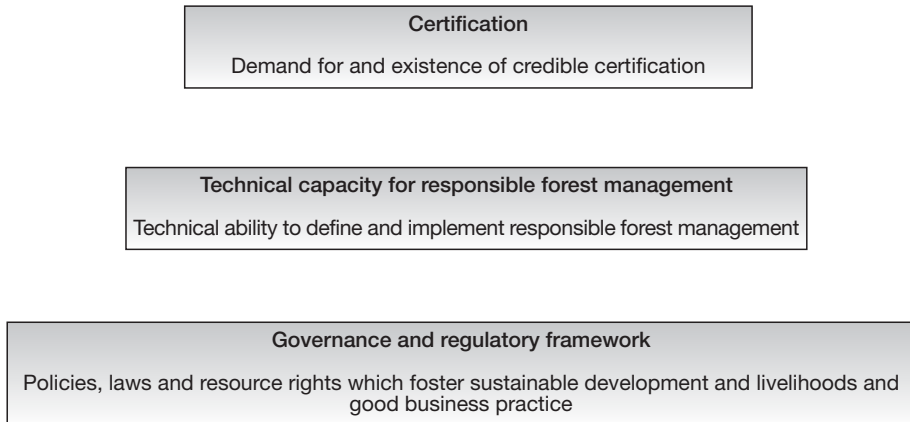 Certification
Demand for and existence of credible certification
Technical capacity for responsible forest management
Technical ability to define and implement responsible forest management
Governance and regulatory framework
Policies, laws and resource rights which foster sustainable development and livelihoods and
good business practice